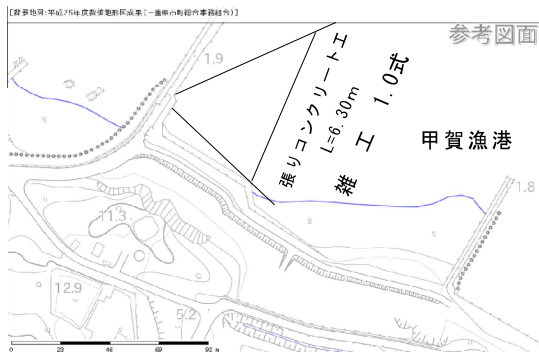 [背景地図:平成25年度数値地形図成果(三重県市町総合事務組合)]
参考図面
1.9
張りコンクリート工
L=6.30m
雑 工 1.0式
甲賀漁港
1.8
11.3
12.9
5.2
0 23 46 69 92 m